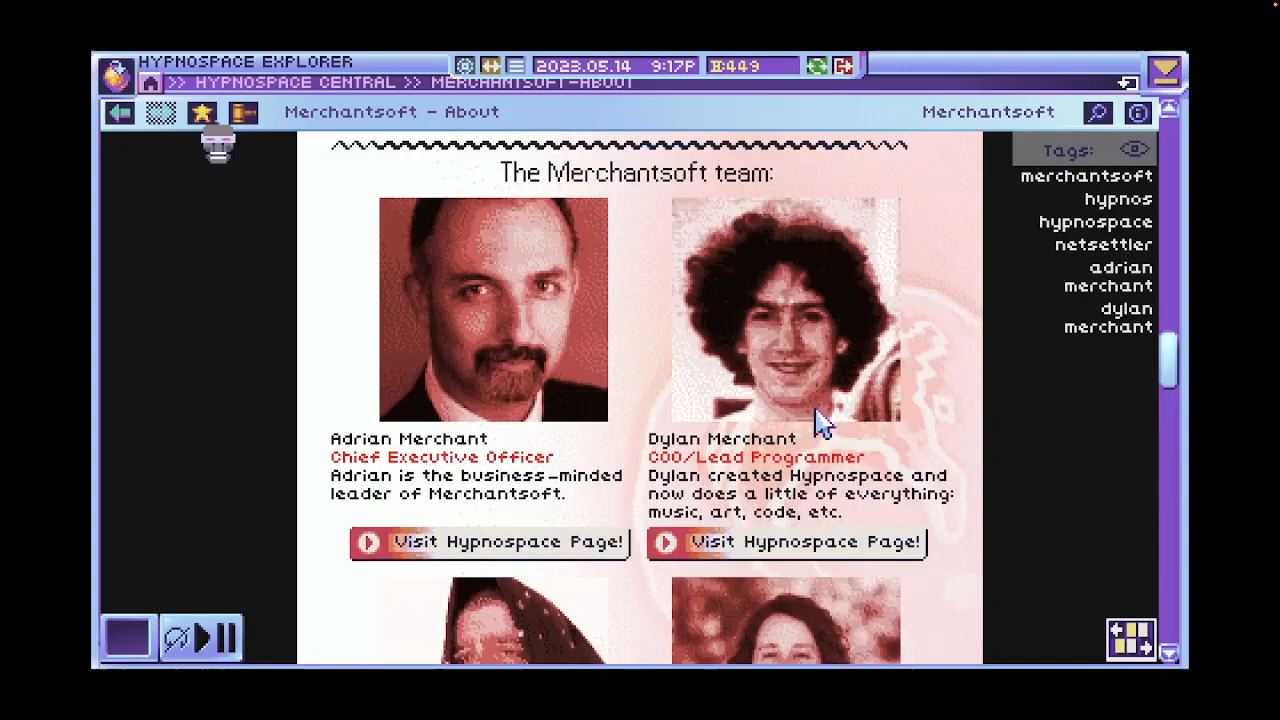 HYPNOSPACE EXPLORER
2023.05.14 9:17P
:449
>> HYPNOSPACE CENTRAL >> MERCHANTSOFT-ABOUT
Merchantsoft - About
Merchantsoft
The Merchantsoft team:
Tags:
merchantsoft
hypnos
hypnospace
netsettler
adrian
merchant
dylan
merchant
Adrian Merchant
Chief Executive Officer
Adrian is the business-minded
leader of Merchantsoft.
Visit Hypnospace Page!
Dylan Merchant
COO/Lead Programmer
Dylan created Hypnospace and
now does a little of everything:
music, art, code, etc.
Visit Hypnospace Page!